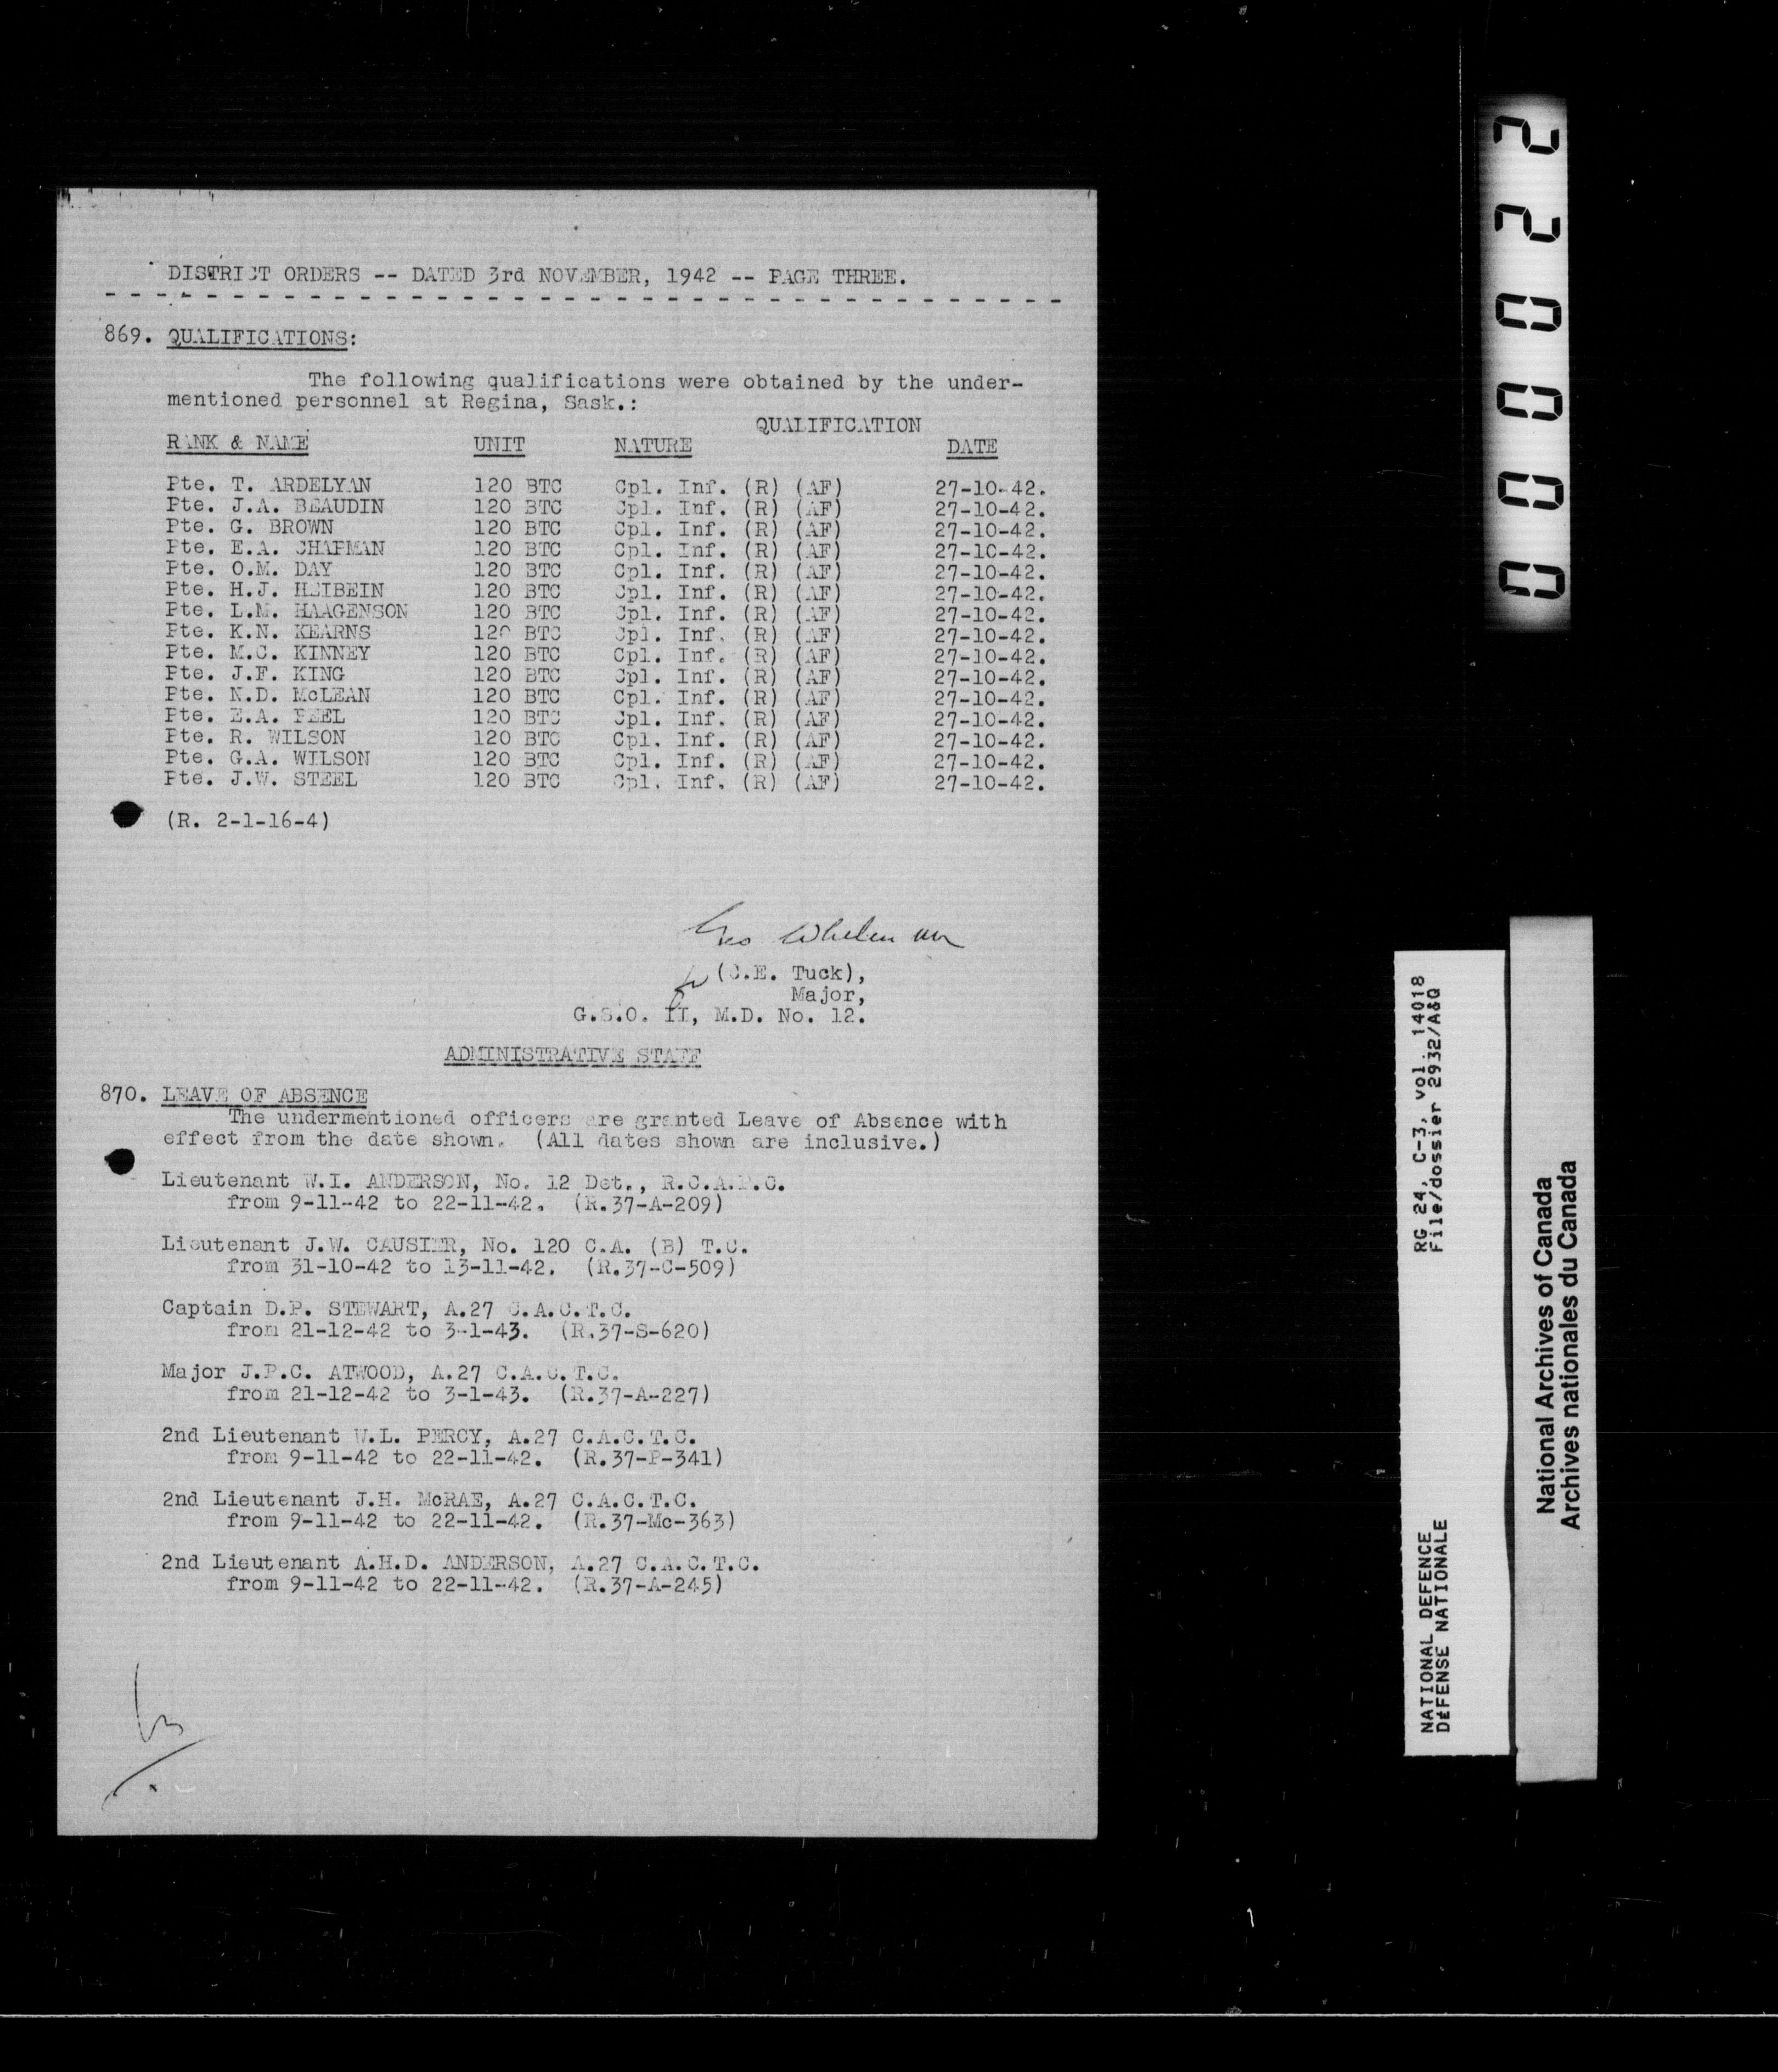 DISTRICT ORDERS -- DATED 3rd NOVEMBER, 1942 -- PAGE THREE.
869. QUALIFICATIONS:
The following qualifications were obtained by the under-
mentioned personnel at Regina, Sask.:
QUALIFICATION
RANK & NAME UNIT NATURE DATE
Pte. T. ARDELYAN 120 BTC Cpl. Inf. (R) (AF) 27-10-42.
Pte. J.A. BEAUDIN 120 BTC Cpl. Inf. (R) (AF) 27-10-42.
Pte. G. BROWN 120 BTC Cpl. Inf. (R) (AF) 27-10-42.
Pte. E.A. CHAPMAN 120 BTC Cpl. Inf. (R) (AF) 27-10-42.
Pte. O.M. DAY 120 BTC Cpl. Inf. (R) (AF) 27-10-42.
Pte. H.J. HEIBEIN 120 BTC Cpl. Inf. (R) (AF) 27-10-42.
Pte. L.M. HAAGENSON 120 BTC Cpl. Inf. (R) (AF) 27-10-42.
Pte. K.N. KEARNS 120 BTC Cpl. Inf. (R) (AF) 27-10-42.
Pte. M.C. KINNEY 120 BTC Cpl. Inf. (R) (AF) 27-10-42.
Pte. J.F. KING 120 BTC Cpl. Inf. (R) (AF) 27-10-42.
Pte. N.D. McLEAN 120 BTC Cpl. Inf. (R) (AF) 27-10-42.
Pte. E.A. PEEL 120 BTC Cpl. Inf. (R) (AF) 27-10-42.
Pte. R. WILSON 120 BTC Cpl. Inf. (R) (AF) 27-10-42.
Pte. G.A. WILSON 120 BTC Cpl. Inf. (R) (AF) 27-10-42.
Pte. J.W. STEEL 120 BTC Cpl. Inf. (R) (AF) 27-10-42.
(R. 2-1-16-4)
(C.E. Tuck),
Major,
G.S.O. II, M.D. No. 12.
ADMINISTRATIVE STAFF
870. LEAVE OF ABSENCE
The undermentioned officers are granted Leave of Absence with
effect from the date shown. (All dates shown are inclusive.)
Lieutenant W.I. ANDERSON, No. 12 Det., R.C.A.P.C.
from 9-11-42 to 22-11-42. (R.37-A-209)
Lieutenant J.W. CAUSIER, No. 120 C.A. (B) T.C.
from 31-10-42 to 13-11-42. (R.37-C-509)
Captain D.P. STEWART, A.27 C.A.C.T.C.
from 21-12-42 to 3-1-43. (R.37-S-620)
Major J.P.C. ATWOOD, A.27 C.A.C.T.C.
from 21-12-42 to 3-1-43. (R.37-A-227)
2nd Lieutenant W.L. PERCY, A.27 C.A.C.T.C.
from 9-11-42 to 22-11-42. (R.37-P-341)
2nd Lieutenant J.H. McRAE, A.27 C.A.C.T.C.
from 9-11-42 to 22-11-42. (R.37-Mc-363)
2nd Lieutenant A.H.D. ANDERSON, A.27 C.A.C.T.C.
from 9-11-42 to 22-11-42. (R.37-A-245)
000022
NATIONAL DEFENCE RG 24, C-3, vol. 14018
DÉFENSE NATIONALE File/dossier 2932/A&Q
National Archives of Canada
Archives nationales du Canada